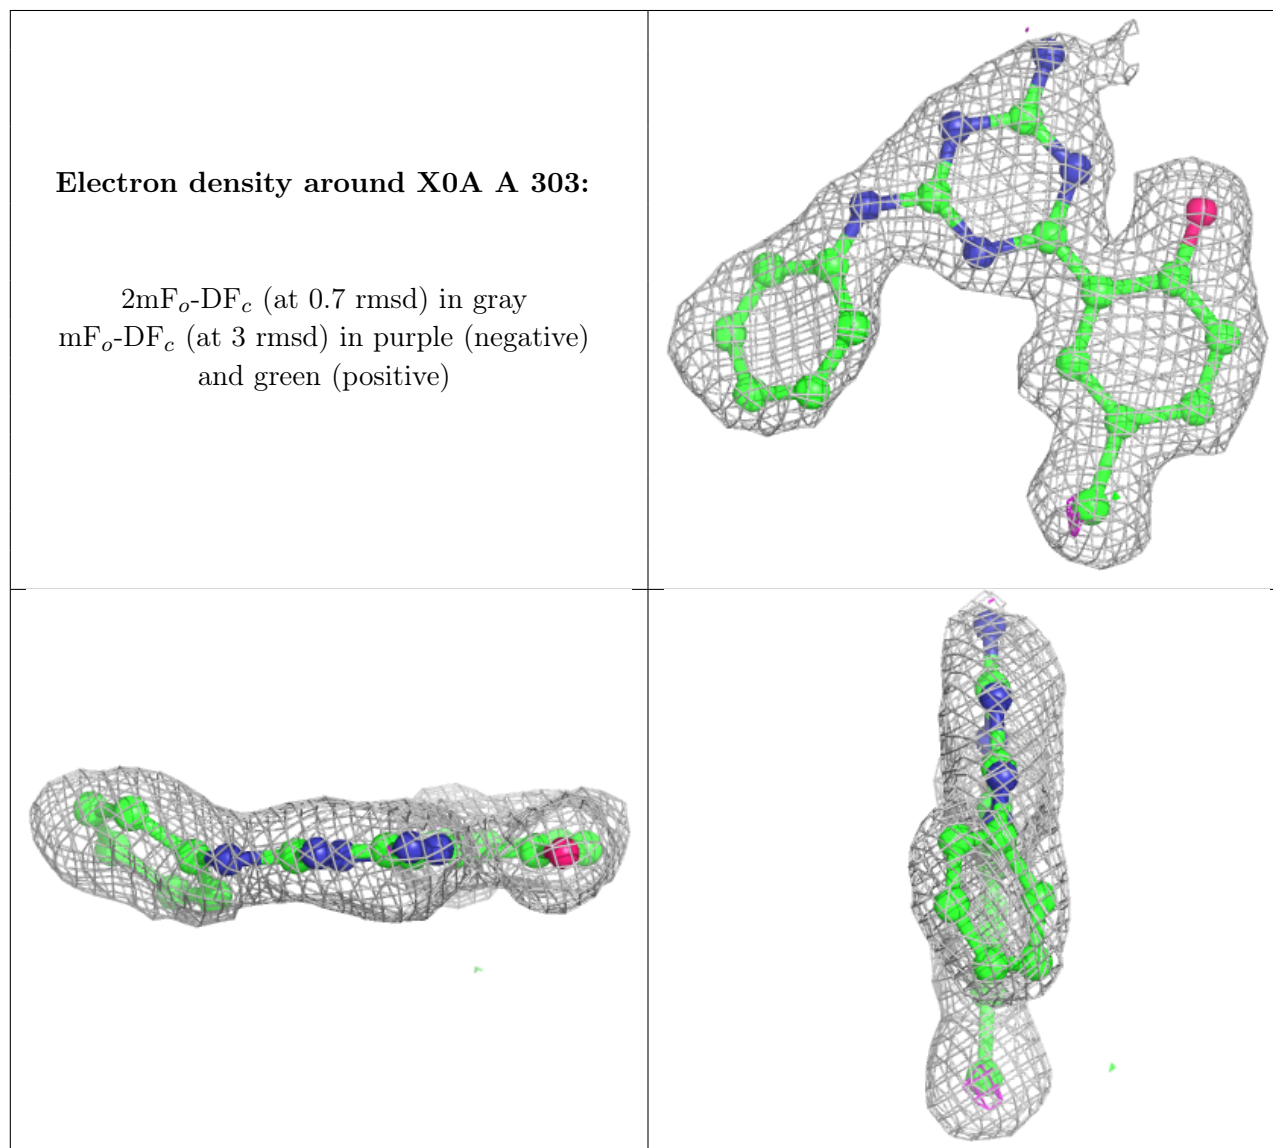 Electron density around X0A A 303:
2mFo-DFc (at 0.7 rmsd) in gray
mFo-DFc (at 3 rmsd) in purple (negative)
and green (positive)